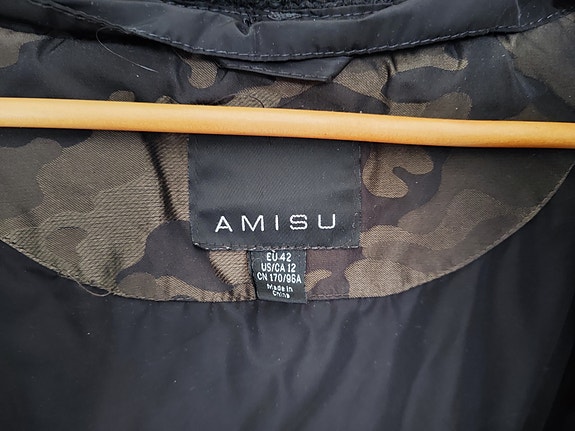 AMISU
EU 42
US/CA 12
CN 170/96A
Made in
China